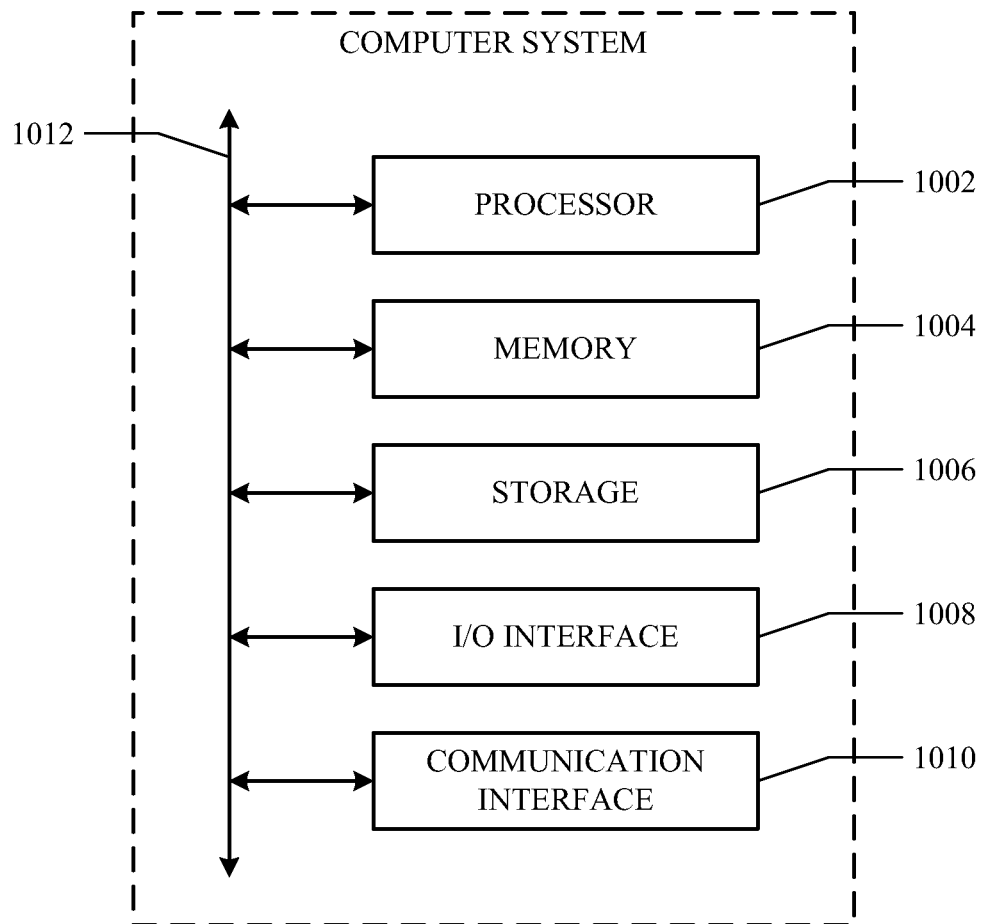 COMPUTER SYSTEM
1012
PROCESSOR
1002
MEMORY
1004
STORAGE
1006
I/O INTERFACE
1008
COMMUNICATION
INTERFACE
1010